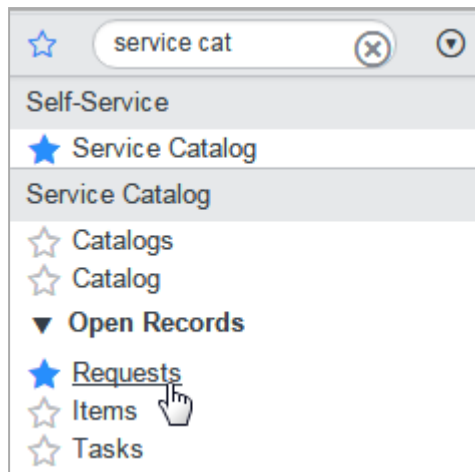 service cat
Self-Service
Service Catalog
Service Catalog
Catalogs
Catalog
Open Records
Requests
Items
Tasks